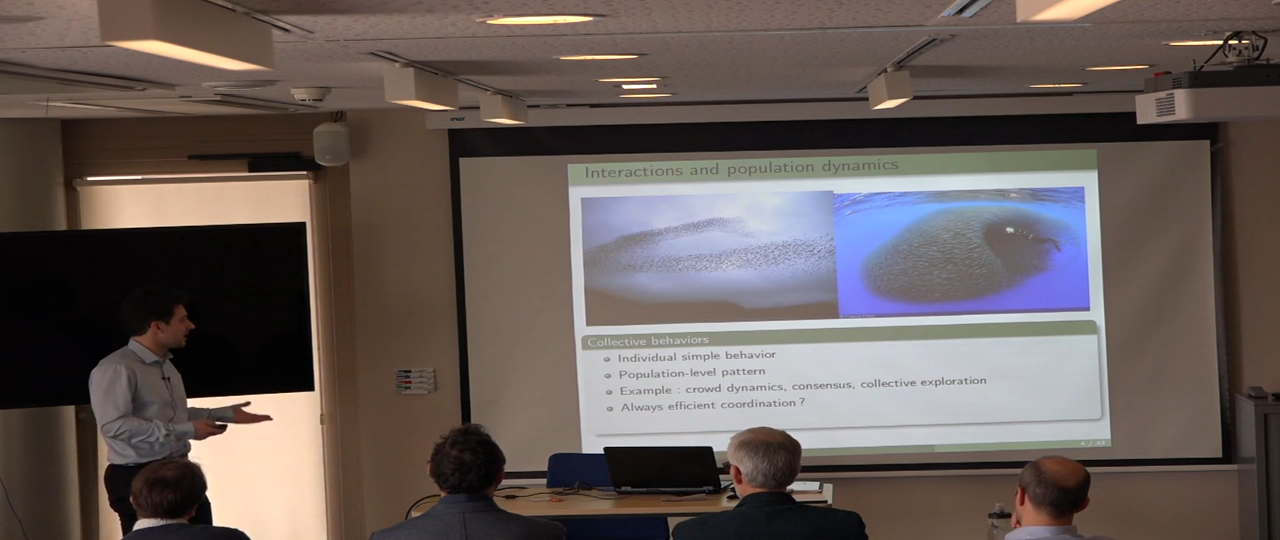 Interactions and population dynamics
Collective behaviors
Individual simple behavior
Population-level pattern
Example : crowd dynamics, consensus, collective exploration
Always efficient coordination ?